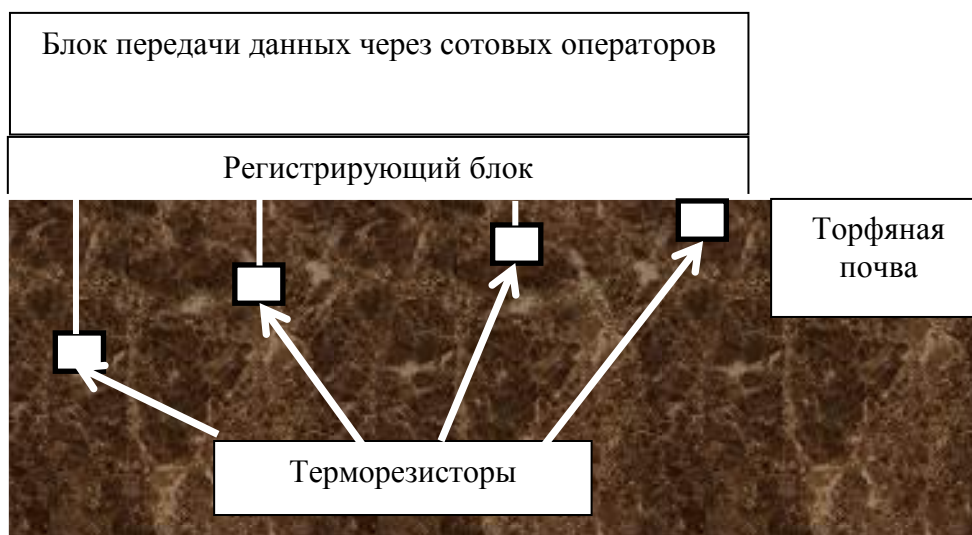 Блок передачи данных через сотовых операторов
Регистрирующий блок
Торфяная
почва
Терморезисторы